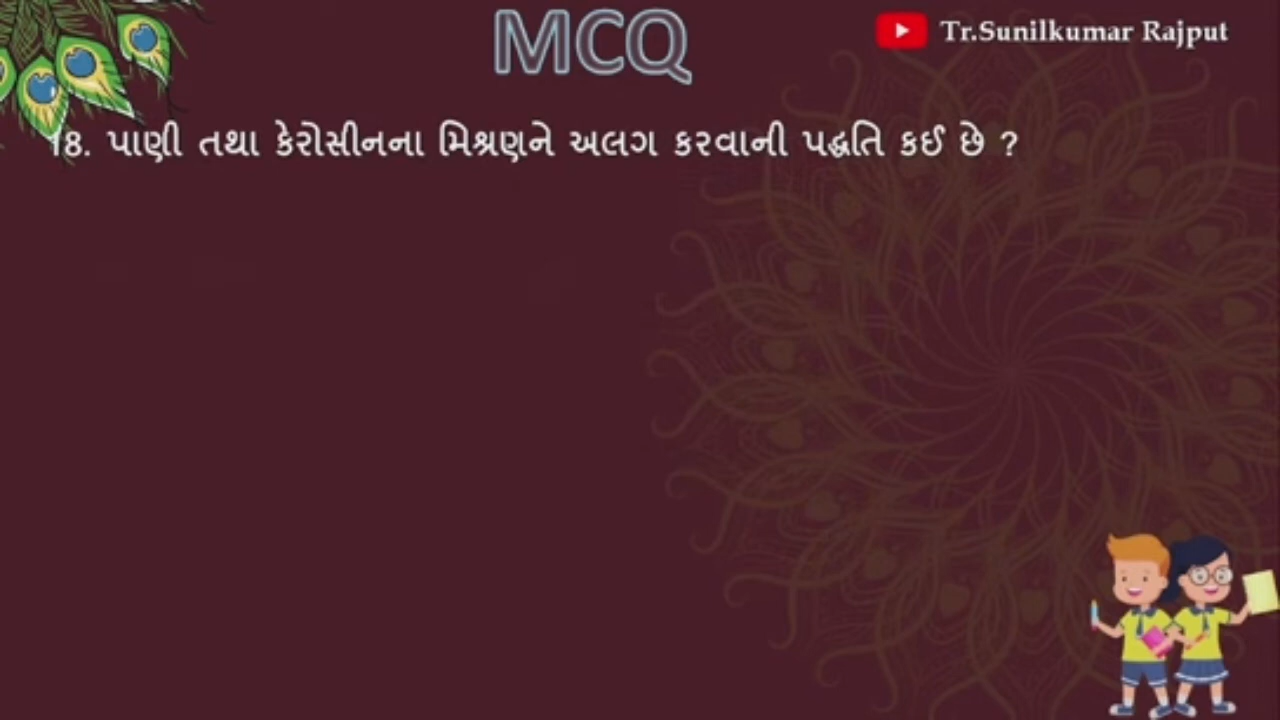 MCQ
Tr.Sunilkumar Rajput
18. પાણી તથા કેરોસીનના મિશ્રણને અલગ કરવાની પદ્ધતિ કઈ છે ?